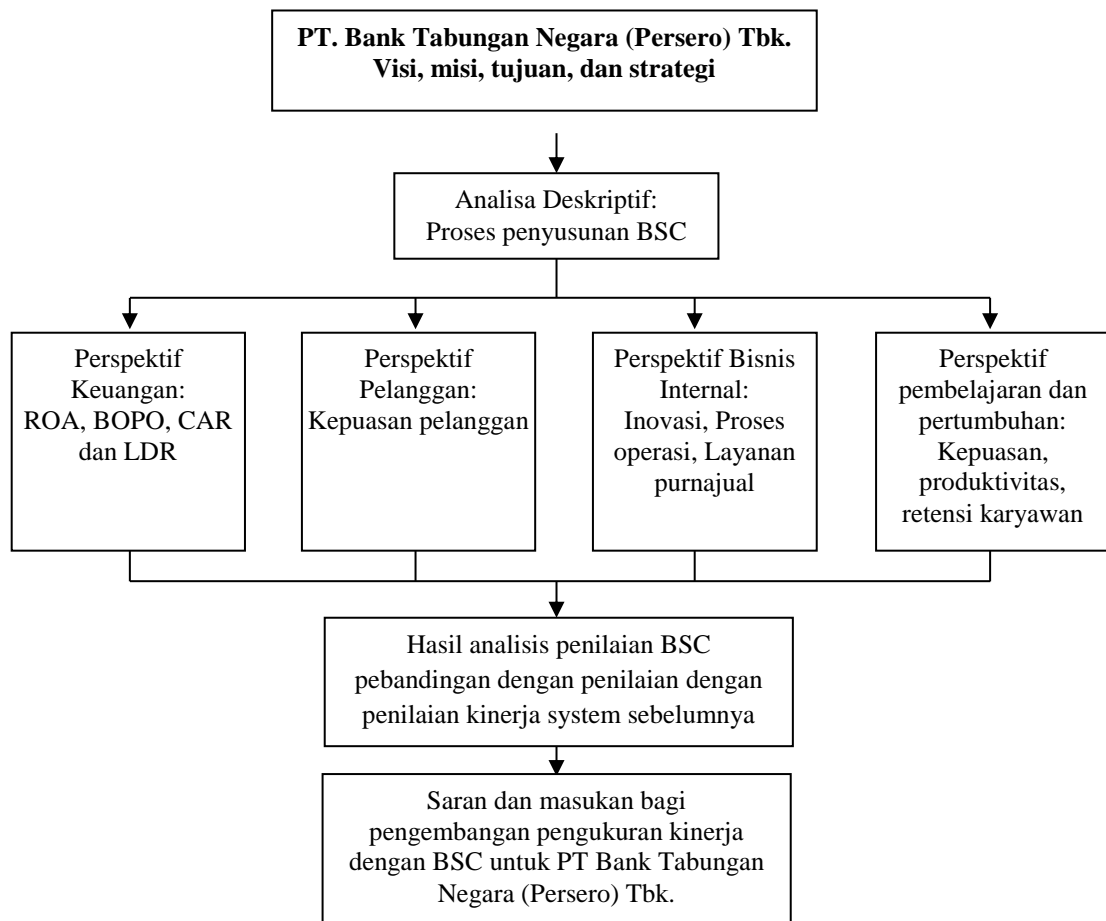 PT. Bank Tabungan Negara (Persero) Tbk.
Visi, misi, tujuan, dan strategi
Analisa Deskriptif:
Proses penyusunan BSC
Perspektif
Keuangan:
ROA, BOPO, CAR
dan LDR
Perspektif
Pelanggan:
Kepuasan pelanggan
Perspektif Bisnis
Internal:
Inovasi, Proses
operasi, Layanan
purnajual
Perspektif
pembelajaran dan
pertumbuhan:
Kepuasan,
produktivitas,
retensi karyawan
Hasil analisis penilaian BSC
pebandingan dengan penilaian dengan
penilaian kinerja system sebelumnya
Saran dan masukan bagi
pengembangan pengukuran kinerja
dengan BSC untuk PT Bank Tabungan
Negara (Persero) Tbk.